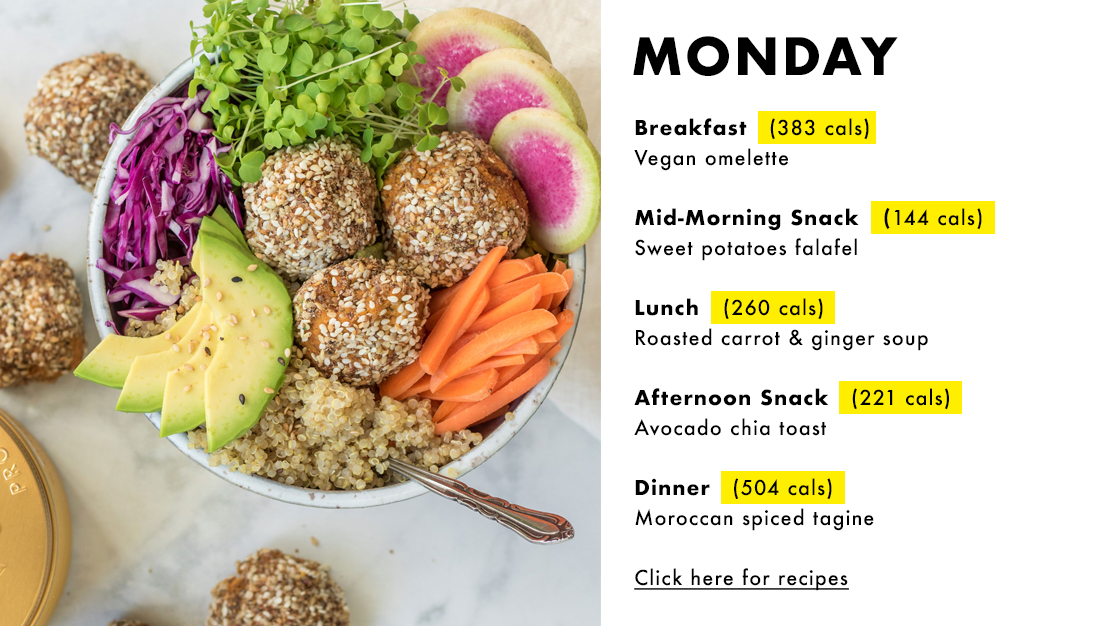 MONDAY
Breakfast (383 cals)
Vegan omelette
Mid-Morning Snack (144 cals)
Sweet potatoes falafel
Lunch (260 cals)
Roasted carrot & ginger soup
Afternoon Snack (221 cals)
Avocado chia toast
Dinner (504 cals)
Moroccan spiced tagine
Click here for recipes
PRO